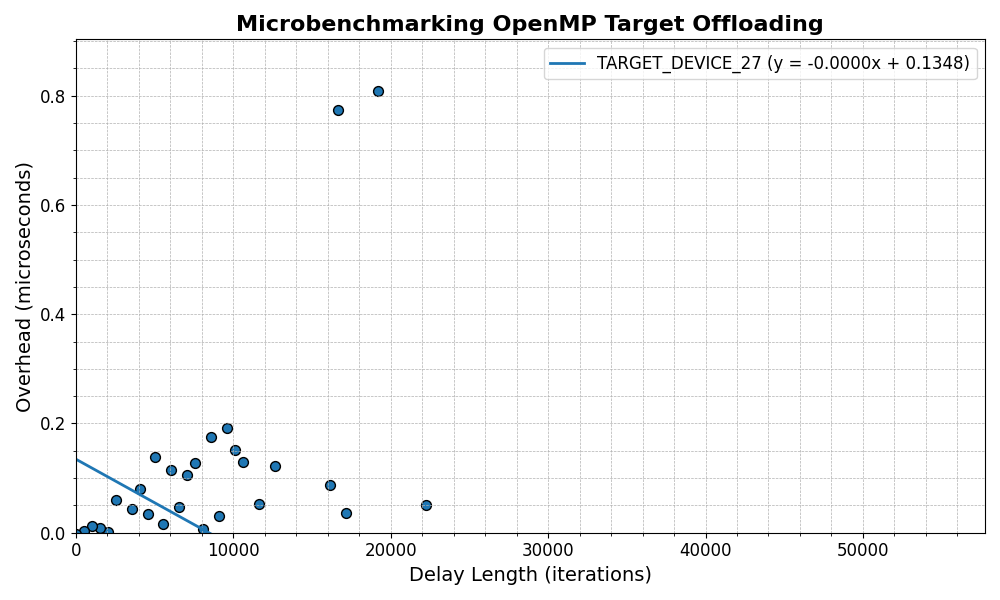 Microbenchmarking OpenMP Target Offloading
TARGET_DEVICE_27 (y = -0.0000x + 0.1348)
Overhead (microseconds)
0.8
0.6
0.4
0.2
0.0
0 10000 20000 30000 40000 50000
Delay Length (iterations)